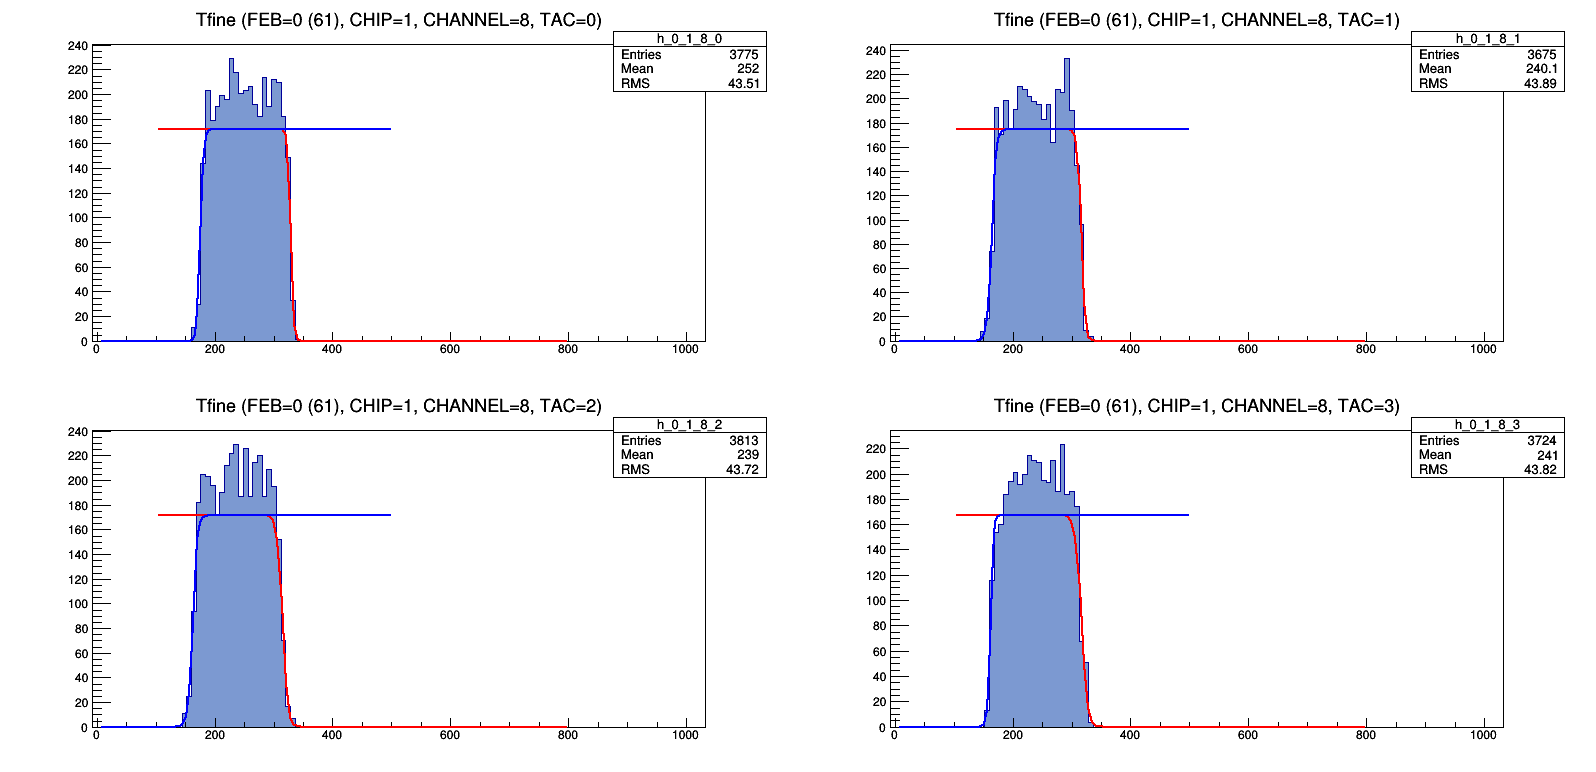 Tfine (FEB=0 (61), CHIP=1, CHANNEL=8, TAC=0)
h_0_1_8_0
Entries 3775
Mean 252
RMS 43.51
240
220
200
180
160
140
120
100
80
60
40
20
0
0 200 400 600 800 1000
Tfine (FEB=0 (61), CHIP=1, CHANNEL=8, TAC=1)
h_0_1_8_1
Entries 3675
Mean 240.1
RMS 43.89
240
220
200
180
160
140
120
100
80
60
40
20
0
0 200 400 600 800 1000
Tfine (FEB=0 (61), CHIP=1, CHANNEL=8, TAC=2)
h_0_1_8_2
Entries 3813
Mean 239
RMS 43.72
240
220
200
180
160
140
120
100
80
60
40
20
0
0 200 400 600 800 1000
Tfine (FEB=0 (61), CHIP=1, CHANNEL=8, TAC=3)
h_0_1_8_3
Entries 3724
Mean 241
RMS 43.82
220
200
180
160
140
120
100
80
60
40
20
0
0 200 400 600 800 1000